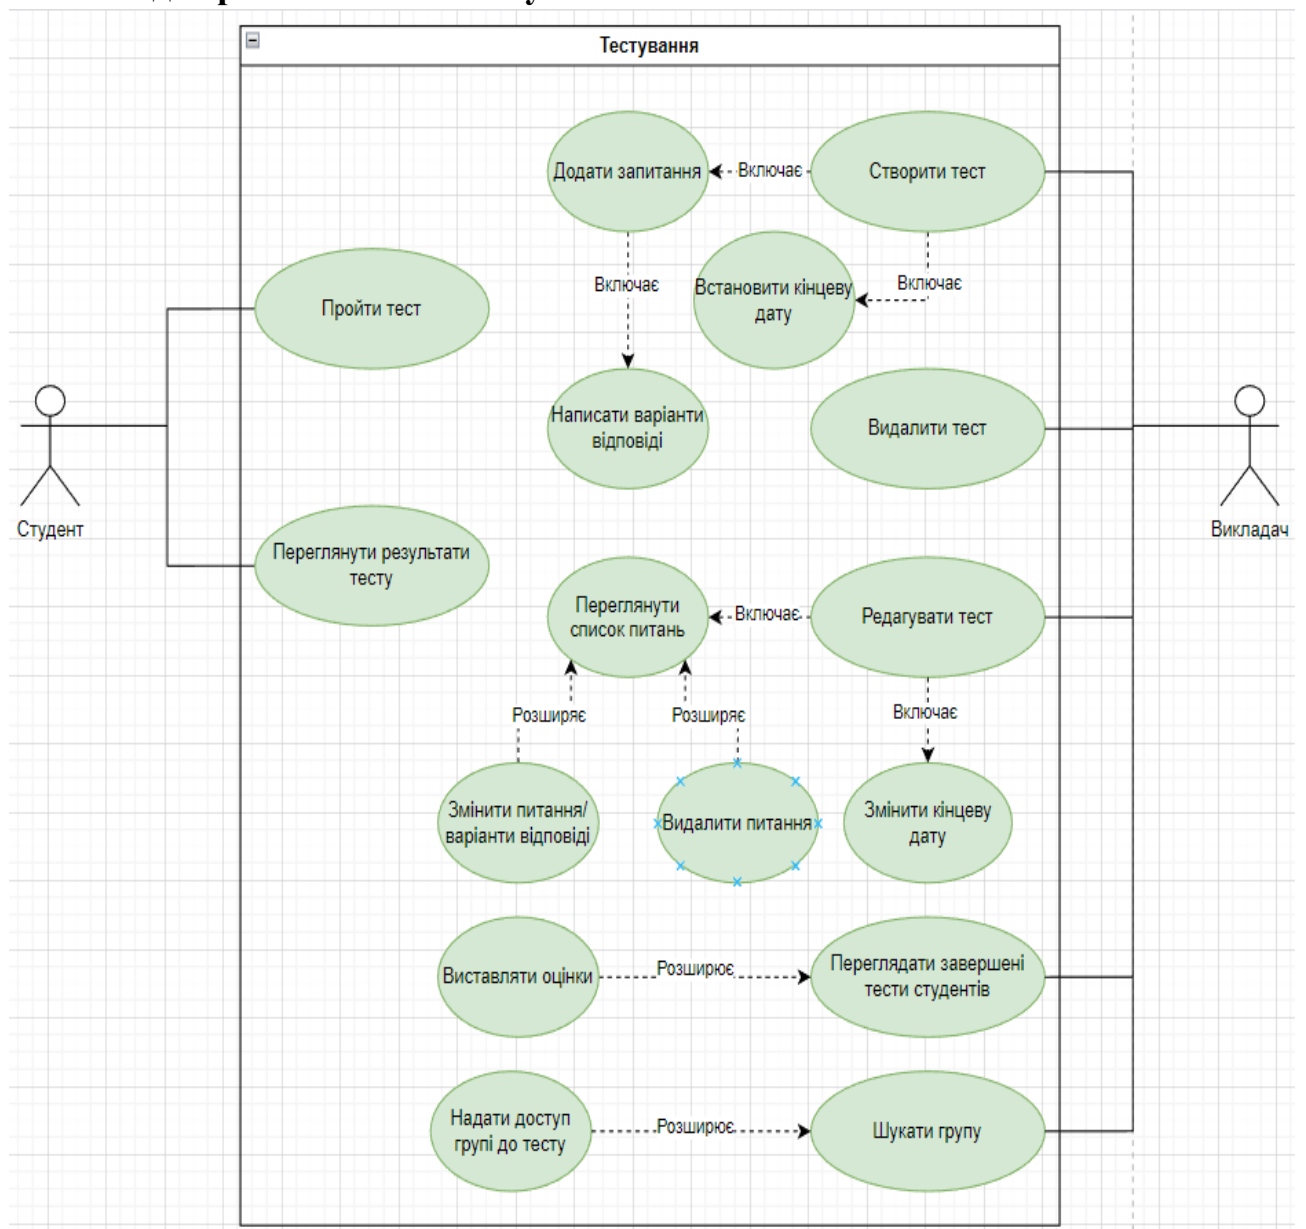 Тестування
Додати запитання
Включає
Створити тест
Включає
Встановити кінцеву
дату
Включає
Пройти тест
Написати варіанти
відповіді
Видалити тест
Студент
Викладач
Переглянути результати
тесту
Переглянути
список питань
Включає
Редагувати тест
Розширяє
Розширяє
Включає
Змінити питання/
варіанти відповіді
Видалити питання
Змінити кінцеву
дату
Виставляти оцінки
Розширює
Переглядати завершені
тести студентів
Надати доступ
групі до тесту
Розширює
Шукати групу